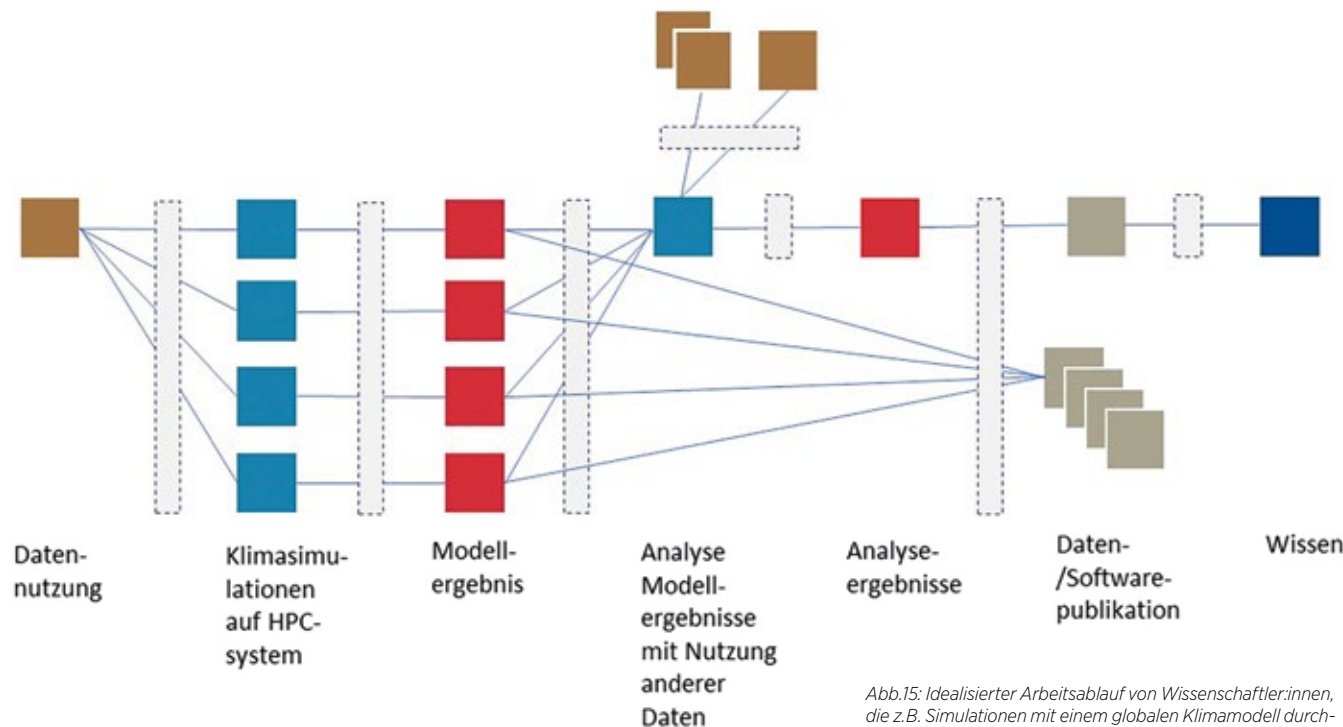 Daten-
nutzung
Klimasimu-
lationen
auf HPC-
system
Modell-
ergebnis
Analyse
Modell-
ergebnisse
mit Nutzung
anderer
Daten
Analyse-
ergebnisse
Daten-
/Software-
publikation
Wissen
Abb.15: Idealisierter Arbeitsablauf von Wissenschaftler:innen,
die z.B. Simulationen mit einem globalen Klimamodell durch-